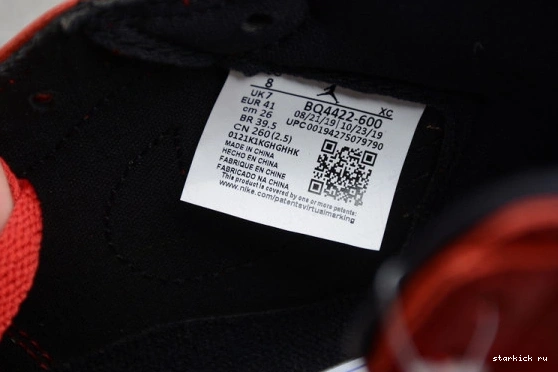 8
UK 7
EUR 41
cm 26
BR 39.5
CN 260(2.5)
0121K1KGHGHHK
MADE IN CHINA
HECHO EN CHINA
FABRIQUE EN CHINE
FABRICADO NA CHINA
This product is covered by one or more patents:
www.nike.com/patentsvirtualmarking
XC
BQ4422-600
08/21/19 10/23/19
UPC 00194275079790
starkick ru